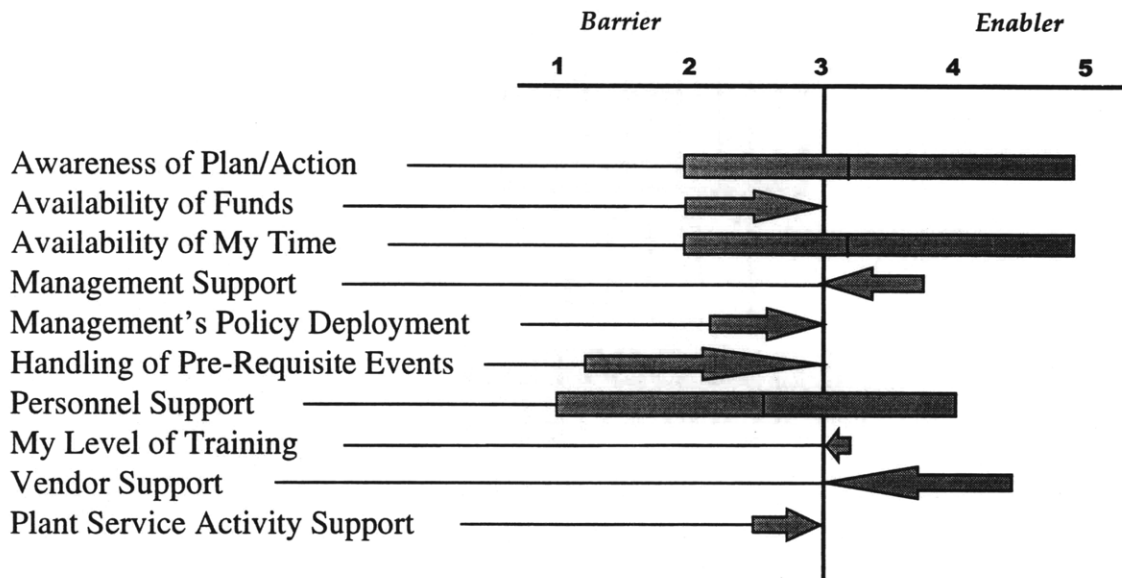 Barrier Enabler
1 2 3 4 5
Awareness of Plan/Action
Availability of Funds
Availability of My Time
Management Support
Management's Policy Deployment
Handling of Pre-Requisite Events
Personnel Support
My Level of Training
Vendor Support
Plant Service Activity Support